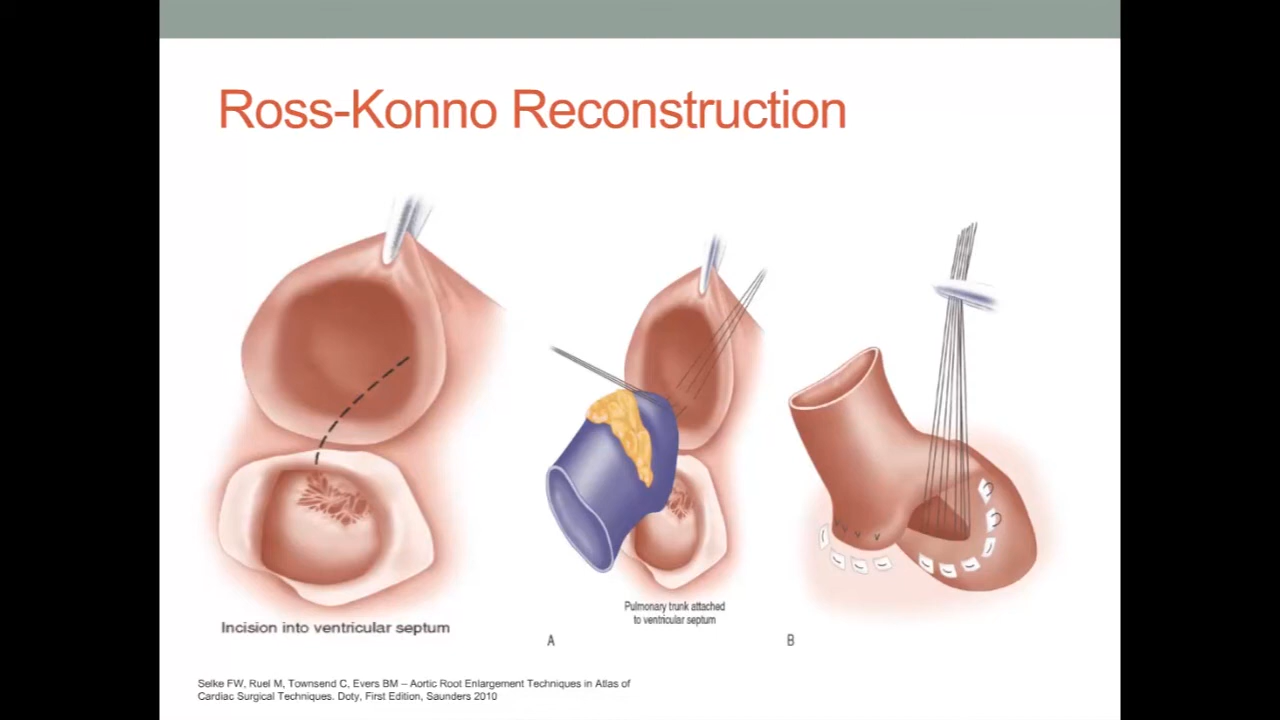 Ross-Konno Reconstruction
Incision into ventricular septum
Pulmonary trunk attached
to ventricular septum
A
B
Selke FW, Ruel M, Townsend C, Evers BM – Aortic Root Enlargement Techniques in Atlas of
Cardiac Surgical Techniques. Doty, First Edition, Saunders 2010